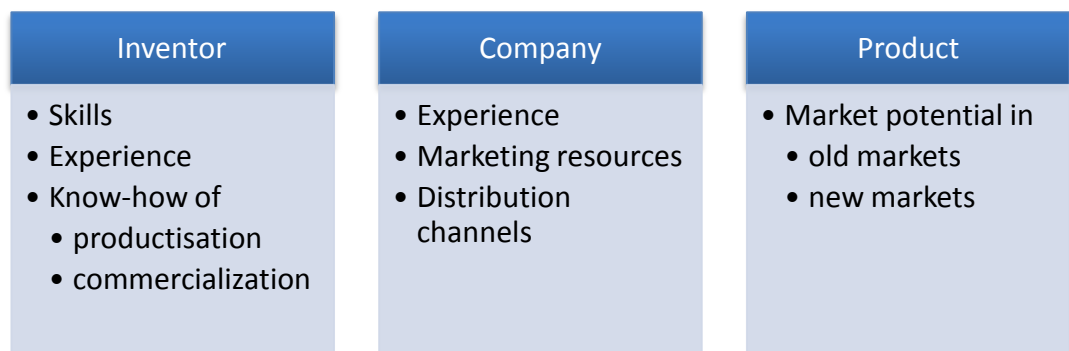 Inventor
• Skills
• Experience
• Know-how of
• productisation
• commercialization
Company
• Experience
• Marketing resources
• Distribution
channels
Product
• Market potential in
• old markets
• new markets